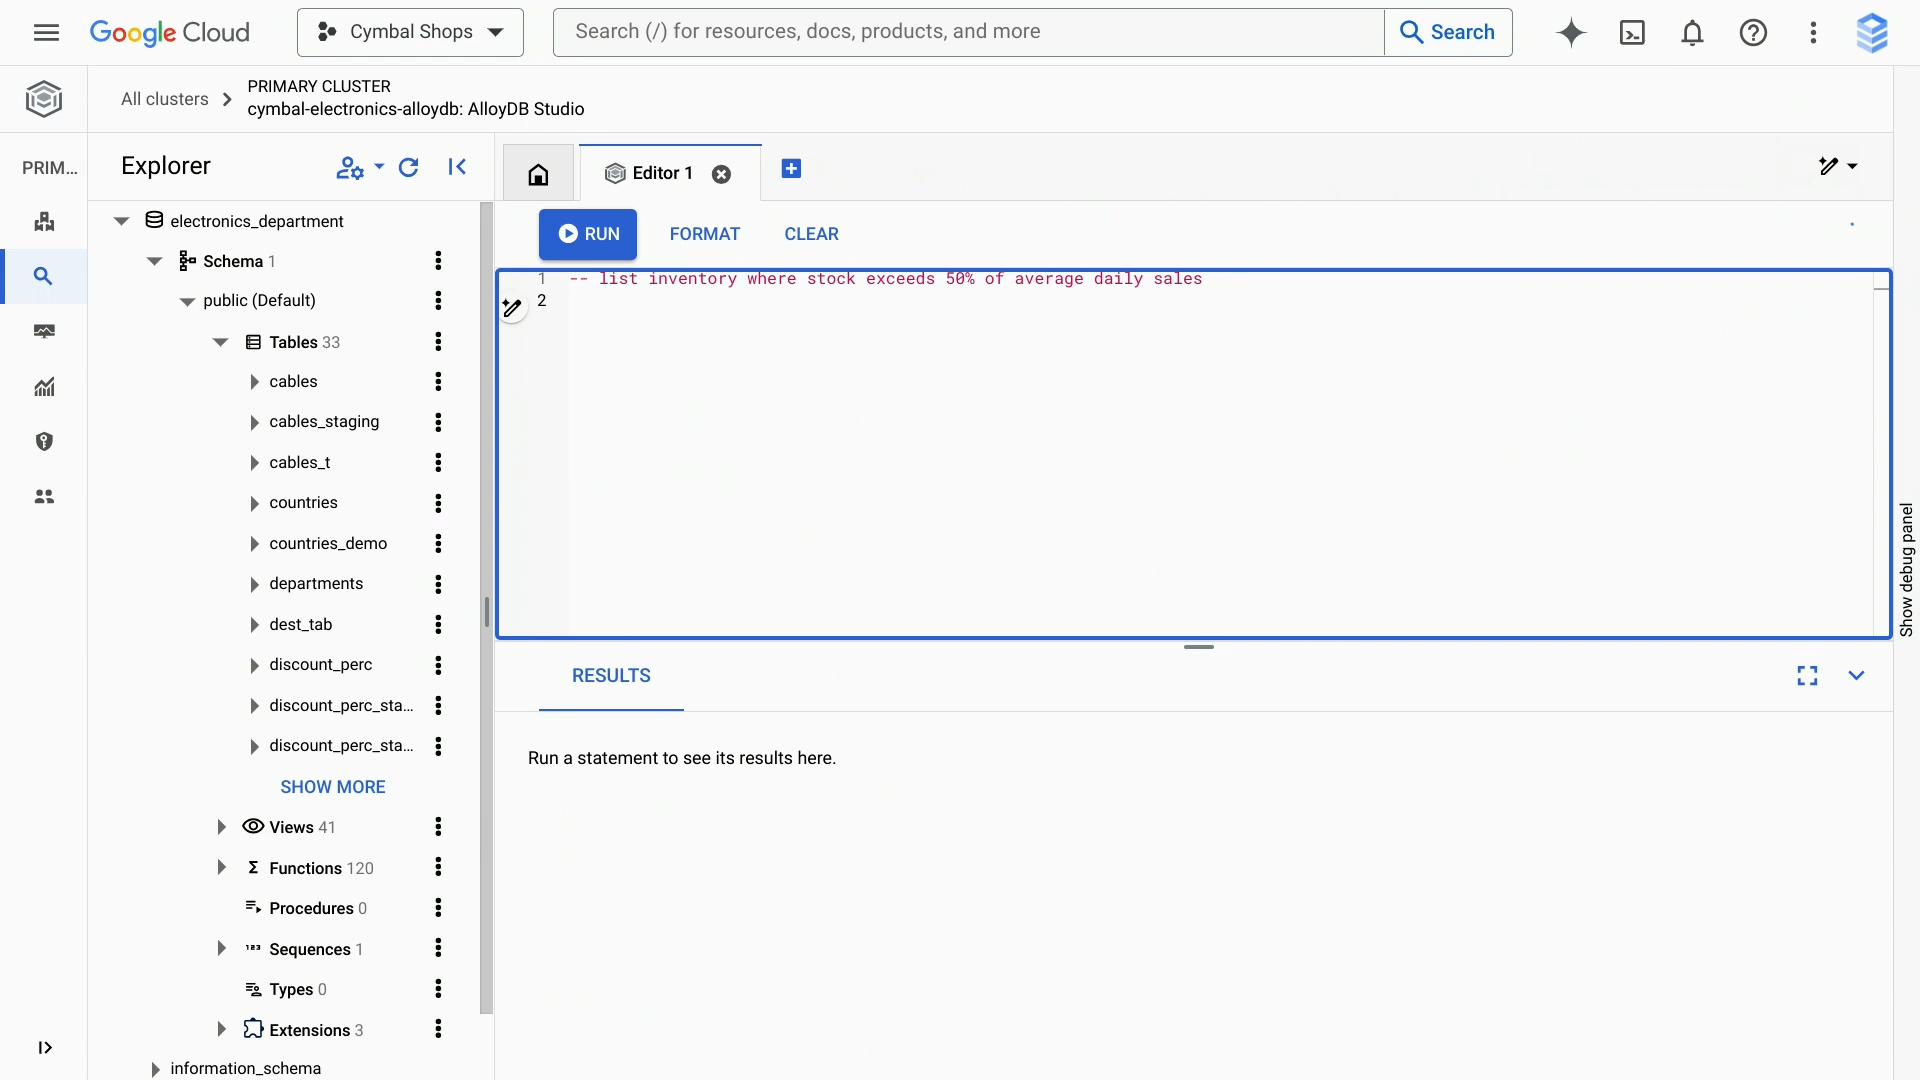 Google Cloud
Cymbal Shops
Search (/) for resources, docs, products, and more
Search
All clusters
PRIMARY CLUSTER
cymbal-electronics-alloydb: AlloyDB Studio
PRIM...
Explorer
electronics_department
Schema 1
public (Default)
Tables 33
cables
cables_staging
cables_t
countries
countries_demo
departments
dest_tab
discount_perc
discount_perc_sta...
discount_perc_sta...
SHOW MORE
Views 41
Functions 120
Procedures 0
Sequences 1
Types 0
Extensions 3
information_schema
Editor 1
RUN
FORMAT
CLEAR
1 -- list inventory where stock exceeds 50% of average daily sales
2
RESULTS
Run a statement to see its results here.
Show debug panel